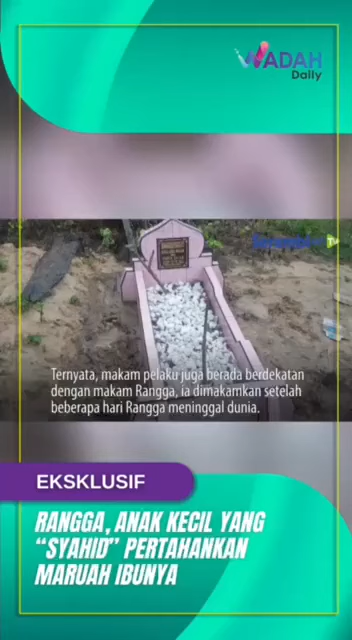 WADAH
Daily
Ternyata, makam pelaku juga berada berdekatan
dengan makam Rangga, ia dimakamkan setelah
beberapa hari Rangga meninggal dunia.
EKSKLUSIF
RANGGA, ANAK KECIL YANG
“SYAHID” PERTAHANKAN
MARUAH IBUNYA